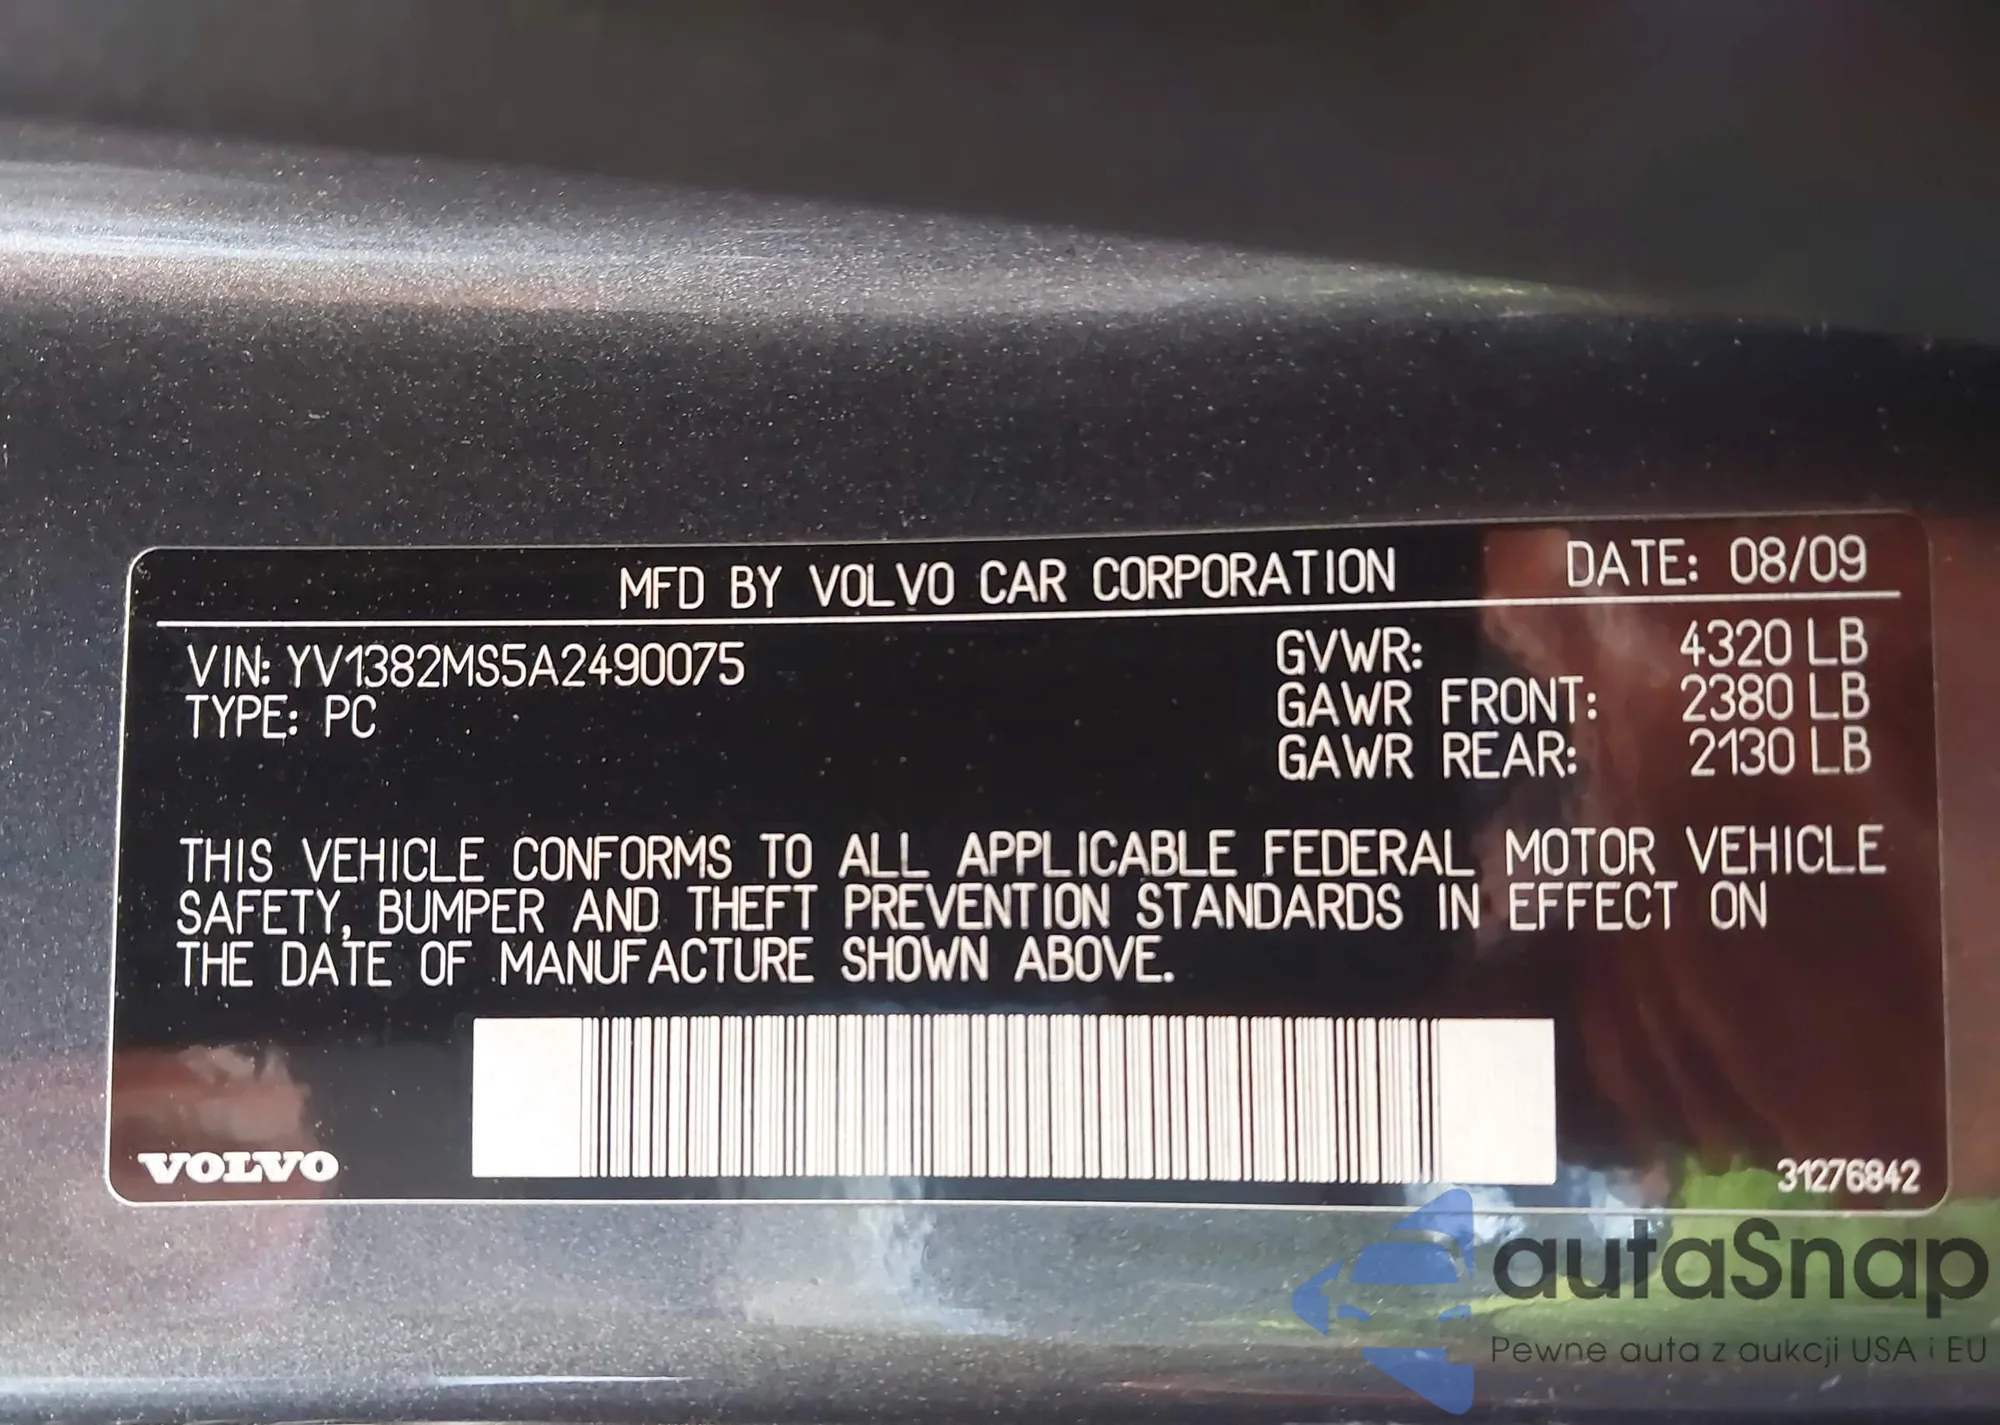 MFD BY VOLVO CAR CORPORATION DATE: 08/09
VIN: YV1382MS5A2490075 GVWR: 4320 LB
TYPE: PC GAWR FRONT: 2380 LB
GAWR REAR: 2130 LB
THIS VEHICLE CONFORMS TO ALL APPLICABLE FEDERAL MOTOR VEHICLE
SAFETY, BUMPER AND THEFT PREVENTION STANDARDS IN EFFECT ON
THE DATE OF MANUFACTURE SHOWN ABOVE.
VOLVO
31276842
autaSnap
Pewne auta z aukcji USA i EU